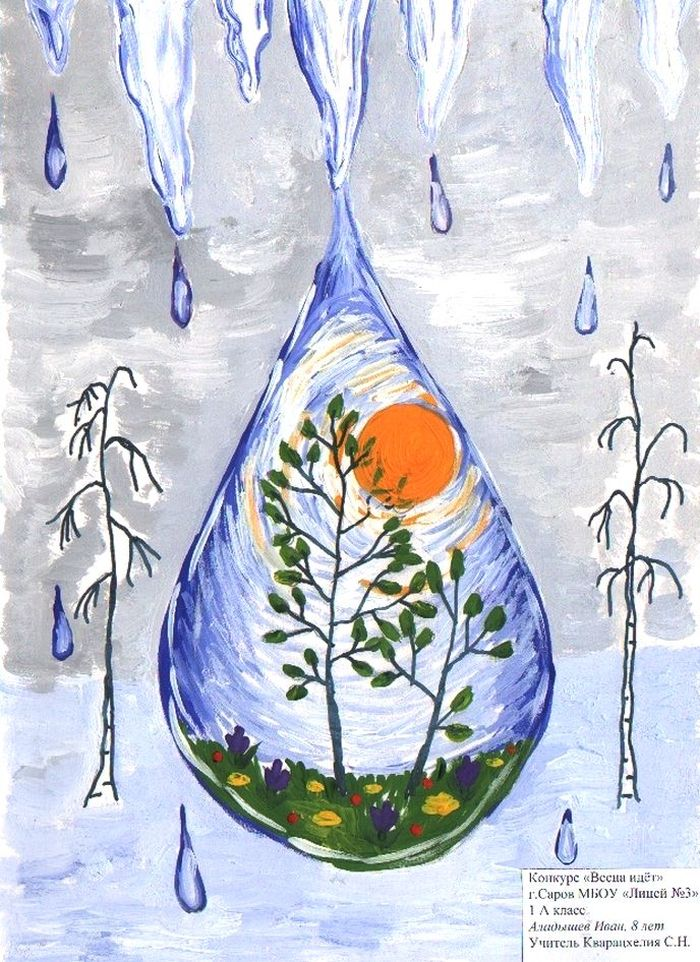 Конкурс «Весна идёт»
г.Саров МБОУ «Лицей №3»
1 А класс
Аладышев Иван, 8 лет
Учитель Кварацхелия С.Н.